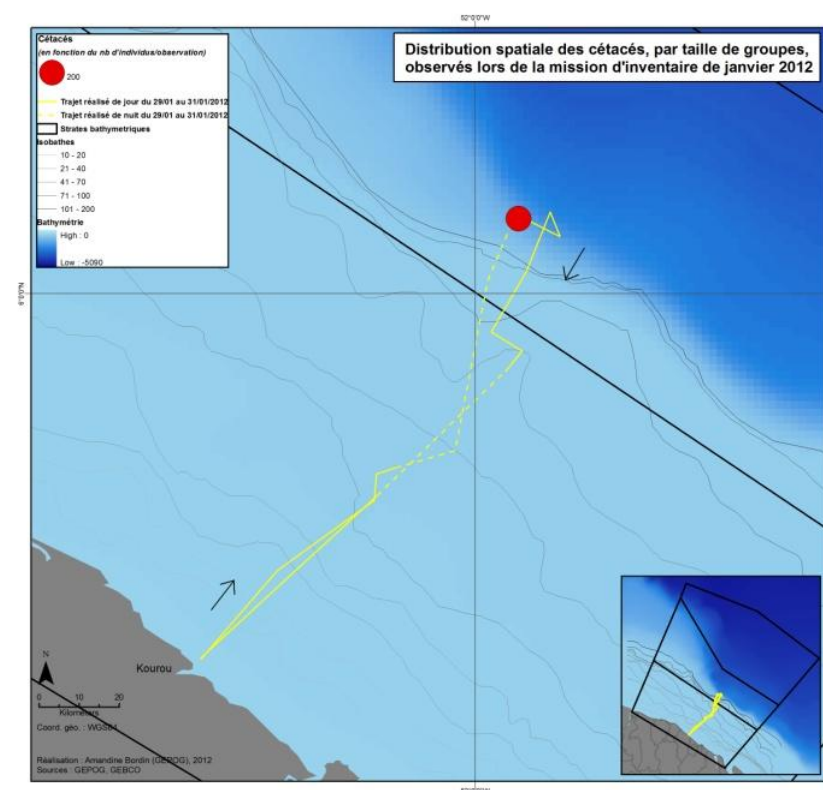 52°0'0"W
Distribution spatiale des cétacés, par taille de groupes,
observés lors de la mission d'inventaire de janvier 2012
Cétacés
(en fonction du nb d'individus/observation)
200
Trajet réalisé de jour du 29/01 au 31/01/2012
Trajet réalisé de nuit du 29/01 au 31/01/2012
Strates bathymetriques
Isobathes
10 - 20
21 - 40
41 - 70
71 - 100
101 - 200
Bathymétrie
High : 0
Low : -5090
Kourou
N
0 10 20
Kilometers
Coord. géo. : WGS84
Réalisation : Amandine Bordin (GEPOG), 2012
Sources : GEPOG, GEBCO